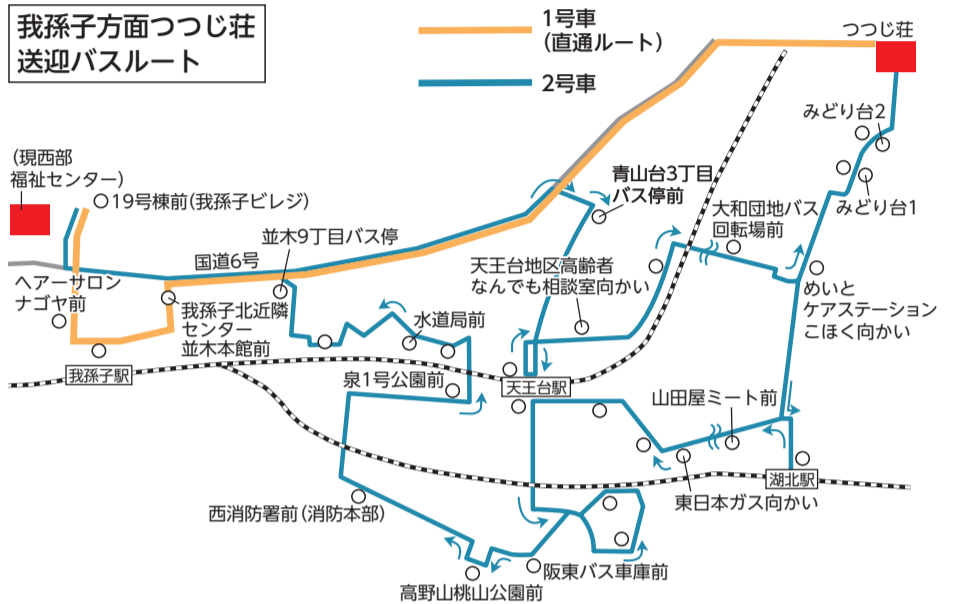 我孫子方面つつじ荘
送迎バスルート
1号車
(直通ルート)
2号車
つつじ荘
みどり台2
みどり台1
(現西部
福祉センター)
19号棟前(我孫子ビレジ)
青山台3丁目
バス停前
大和団地バス
回転場前
並木9丁目バス停
国道6号
天王台地区高齢者
なんでも相談室向かい
めいと
ケアステーション
こほく向かい
ヘアーサロン
ナゴヤ前
我孫子北近隣
センター
並木本館前
水道局前
我孫子駅
泉1号公園前
天王台駅
山田屋ミート前
湖北駅
東日本ガス向かい
西消防署前(消防本部)
阪東バス車庫前
高野山桃山公園前